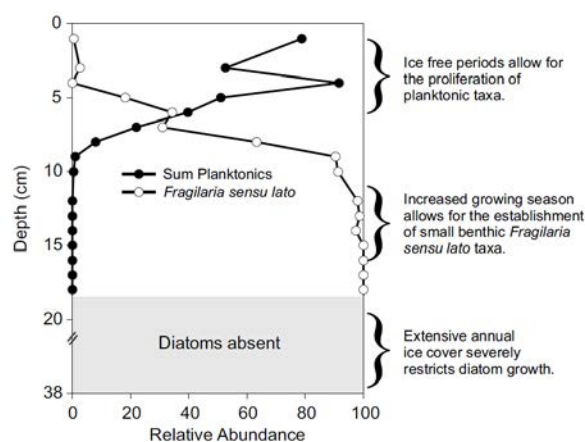 0
5
10
15
20
38
Depth (cm)
0
20
40
60
80
100
Relative Abundance
Sum Planktonics
Fragilaria sensu lato
Diatoms absent
Ice free periods allow for
the proliferation of
planktonic taxa.
Increased growing season
allows for the establishment
of small benthic Fragilaria
sensu lato taxa.
Extensive annual
ice cover severely
restricts diatom growth.